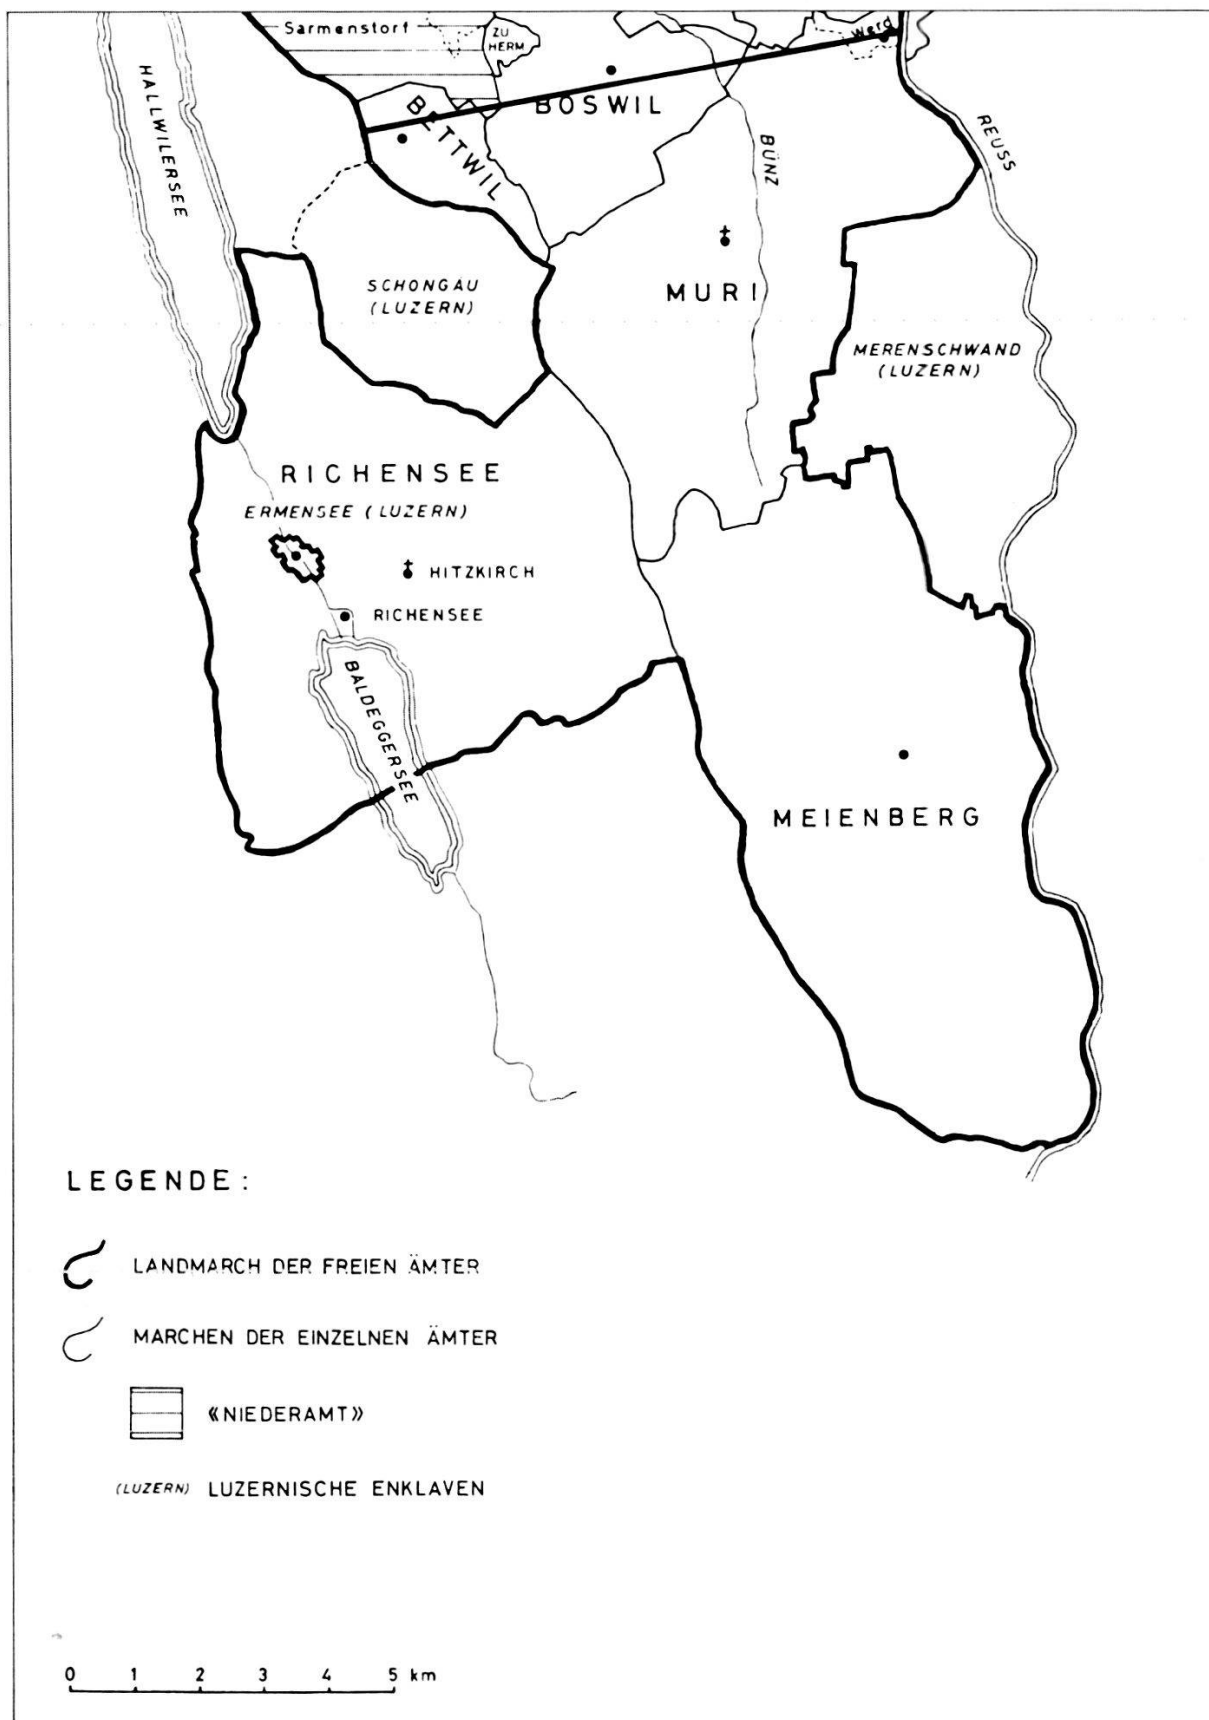 Sarmenstorf
ZU
HERM.
Werd
HALLWILERSEE
BETTWIL
BOSWIL
BÜNZ
REUSS
SCHONGAU
(LUZERN)
MURI
MERENSCHWAND
(LUZERN)
RICHENSEE
ERMENSEE (LUZERN)
HITZKIRCH
RICHENSEE
BALDEGGERSEE
MEIENBERG
LEGENDE:
LANDMARCH DER FREIEN ÄMTER
MARCHEN DER EINZELNEN ÄMTER
«NIEDERAMT»
(LUZERN) LUZERNISCHE ENKLAVEN
0 1 2 3 4 5 km